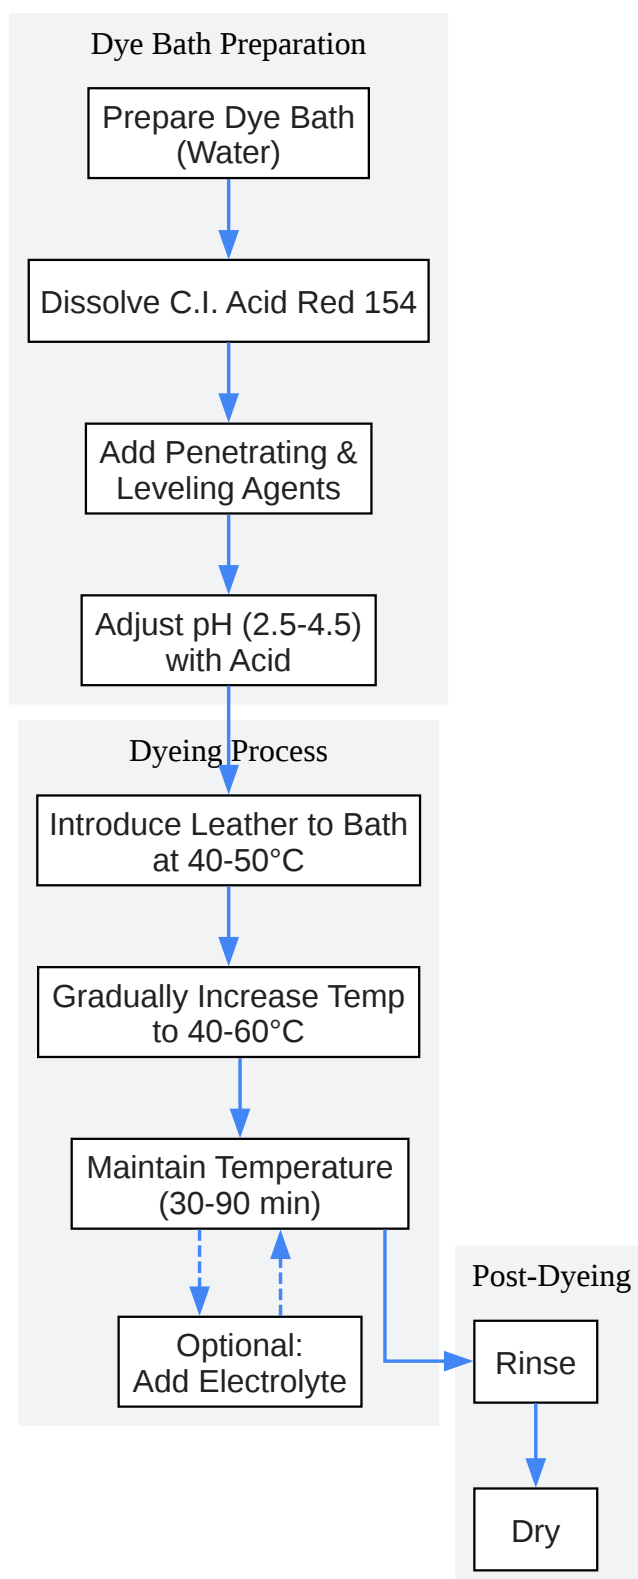 Dye Bath Preparation
Prepare Dye Bath
(Water)
Dissolve C.I. Acid Red 154
Add Penetrating &
Leveling Agents
Adjust pH (2.5-4.5)
with Acid
Dyeing Process
Introduce Leather to Bath
at 40-50°C
Gradually Increase Temp
to 40-60°C
Maintain Temperature
(30-90 min)
Optional:
Add Electrolyte
Post-Dyeing
Rinse
Dry